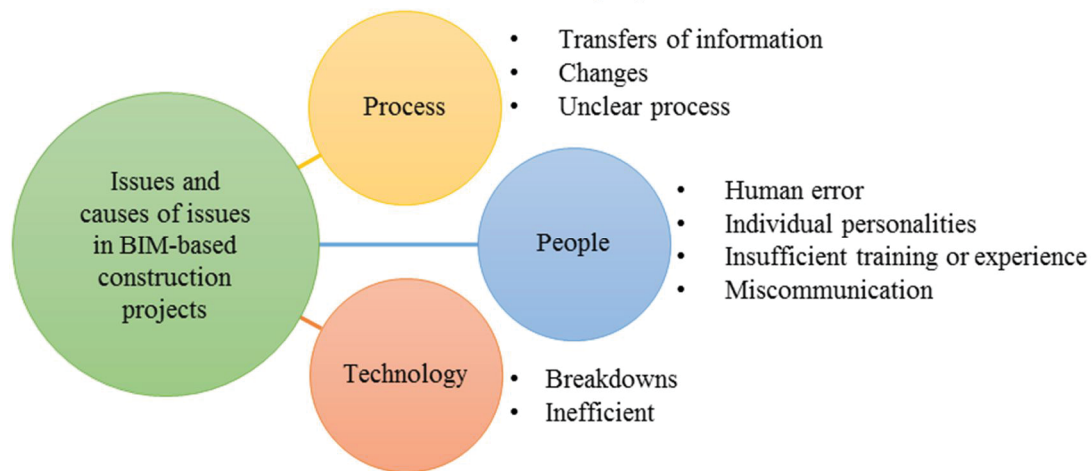 Issues and
causes of issues
in BIM-based
construction
projects
Process
• Transfers of information
• Changes
• Unclear process
People
• Human error
• Individual personalities
• Insufficient training or experience
• Miscommunication
Technology
• Breakdowns
• Inefficient